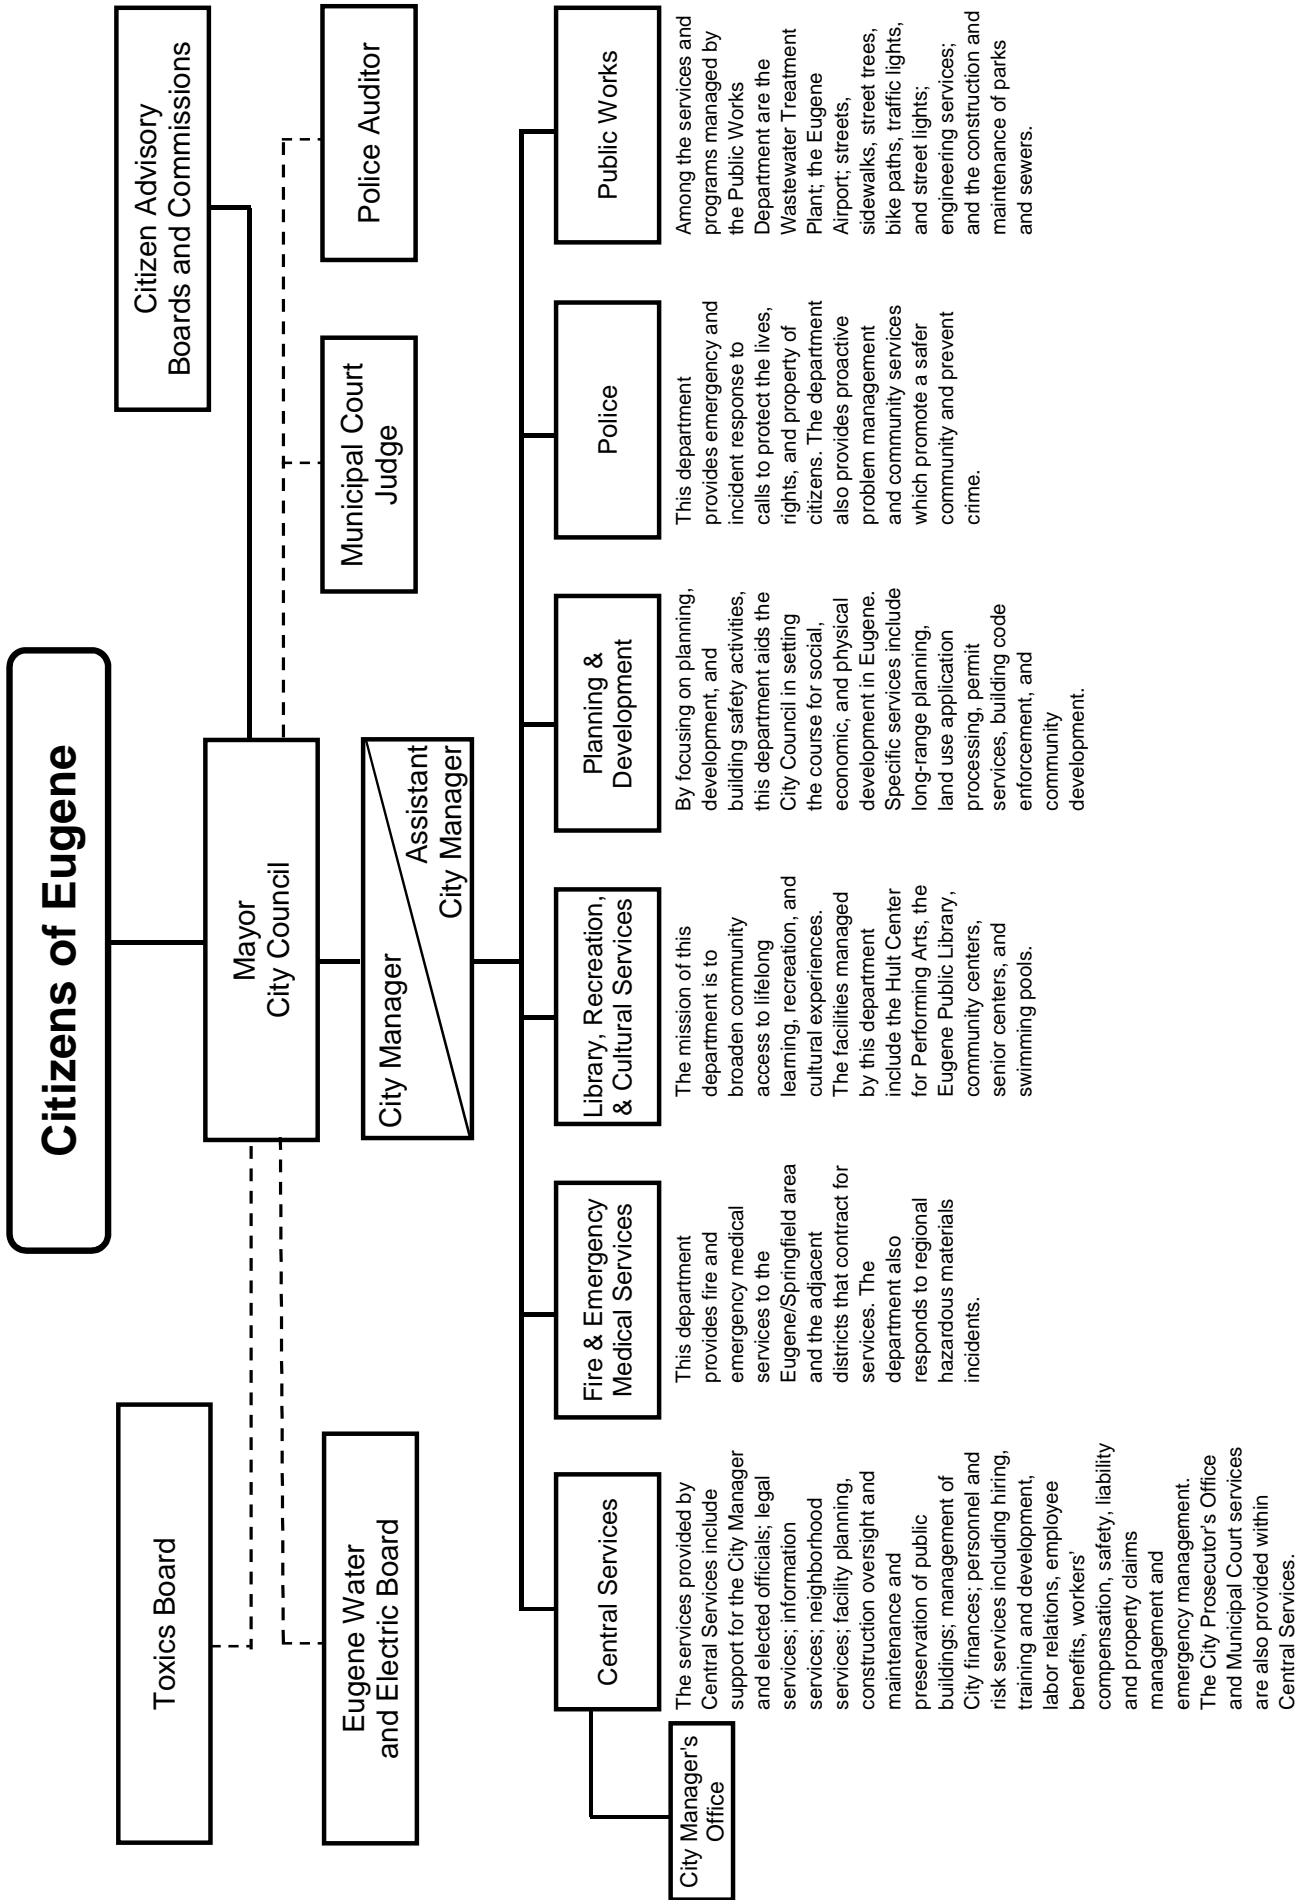 Citizens of Eugene
Toxics Board
Mayor
City Council
Citizen Advisory
Boards and Commissions
Eugene Water
and Electric Board
City Manager
Assistant
City Manager
Municipal Court
Judge
Police Auditor
City Manager's
Office
Central Services
The services provided by
Central Services include
support for the City Manager
and elected officials; legal
services; information
services; neighborhood
services; facility planning,
construction oversight and
maintenance and
preservation of public
buildings; management of
City finances; personnel and
risk services including hiring,
training and development,
labor relations, employee
benefits, workers'
compensation, safety, liability
and property claims
management and
emergency management.
The City Prosecutor's Office
and Municipal Court services
are also provided within
Central Services.
Fire & Emergency
Medical Services
This department
provides fire and
emergency medical
services to the
Eugene/Springfield area
and the adjacent
districts that contract for
services. The
department also
responds to regional
hazardous materials
incidents.
Library, Recreation,
& Cultural Services
The mission of this
department is to
broaden community
access to lifelong
learning, recreation, and
cultural experiences.
The facilities managed
by this department
include the Hult Center
for Performing Arts, the
Eugene Public Library,
community centers,
senior centers, and
swimming pools.
Planning &
Development
By focusing on planning,
development, and
building safety activities,
this department aids the
City Council in setting
the course for social,
economic, and physical
development in Eugene.
Specific services include
long-range planning,
land use application
processing, permit
services, building code
enforcement, and
community
development.
Police
This department
provides emergency and
incident response to
calls to protect the lives,
rights, and property of
citizens. The department
also provides proactive
problem management
and community services
which promote a safer
community and prevent
crime.
Public Works
Among the services and
programs managed by
the Public Works
Department are the
Wastewater Treatment
Plant; the Eugene
Airport; streets,
sidewalks, street trees,
bike paths, traffic lights,
and street lights;
engineering services;
and the construction and
maintenance of parks
and sewers.